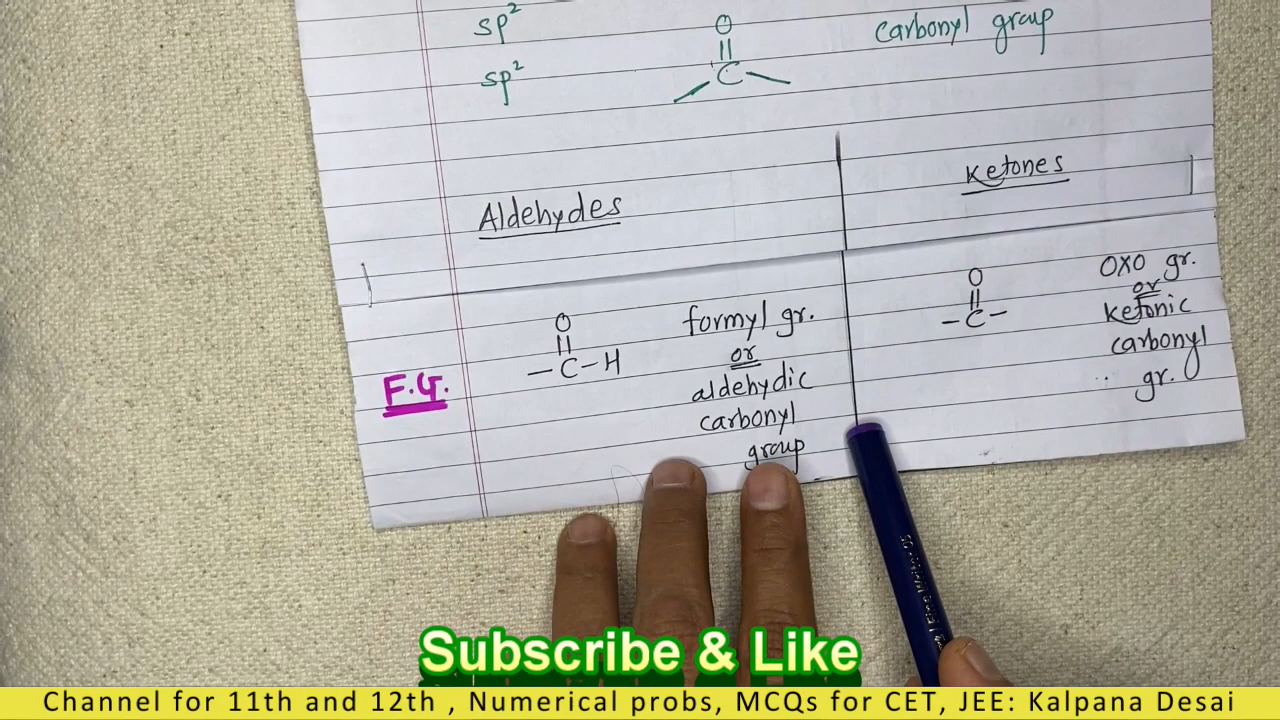 sp²
O
carbonyl group
sp²
C
Aldehydes
Ketones
F.G.
O
C-H
formyl gr.
or
aldehydic
carbonyl
group
O
-C-
oxo gr.
or
ketonic
carbonyl
gr.
Subscribe & Like
Channel for 11th and 12th , Numerical probs, MCQs for CET, JEE: Kalpana Desai